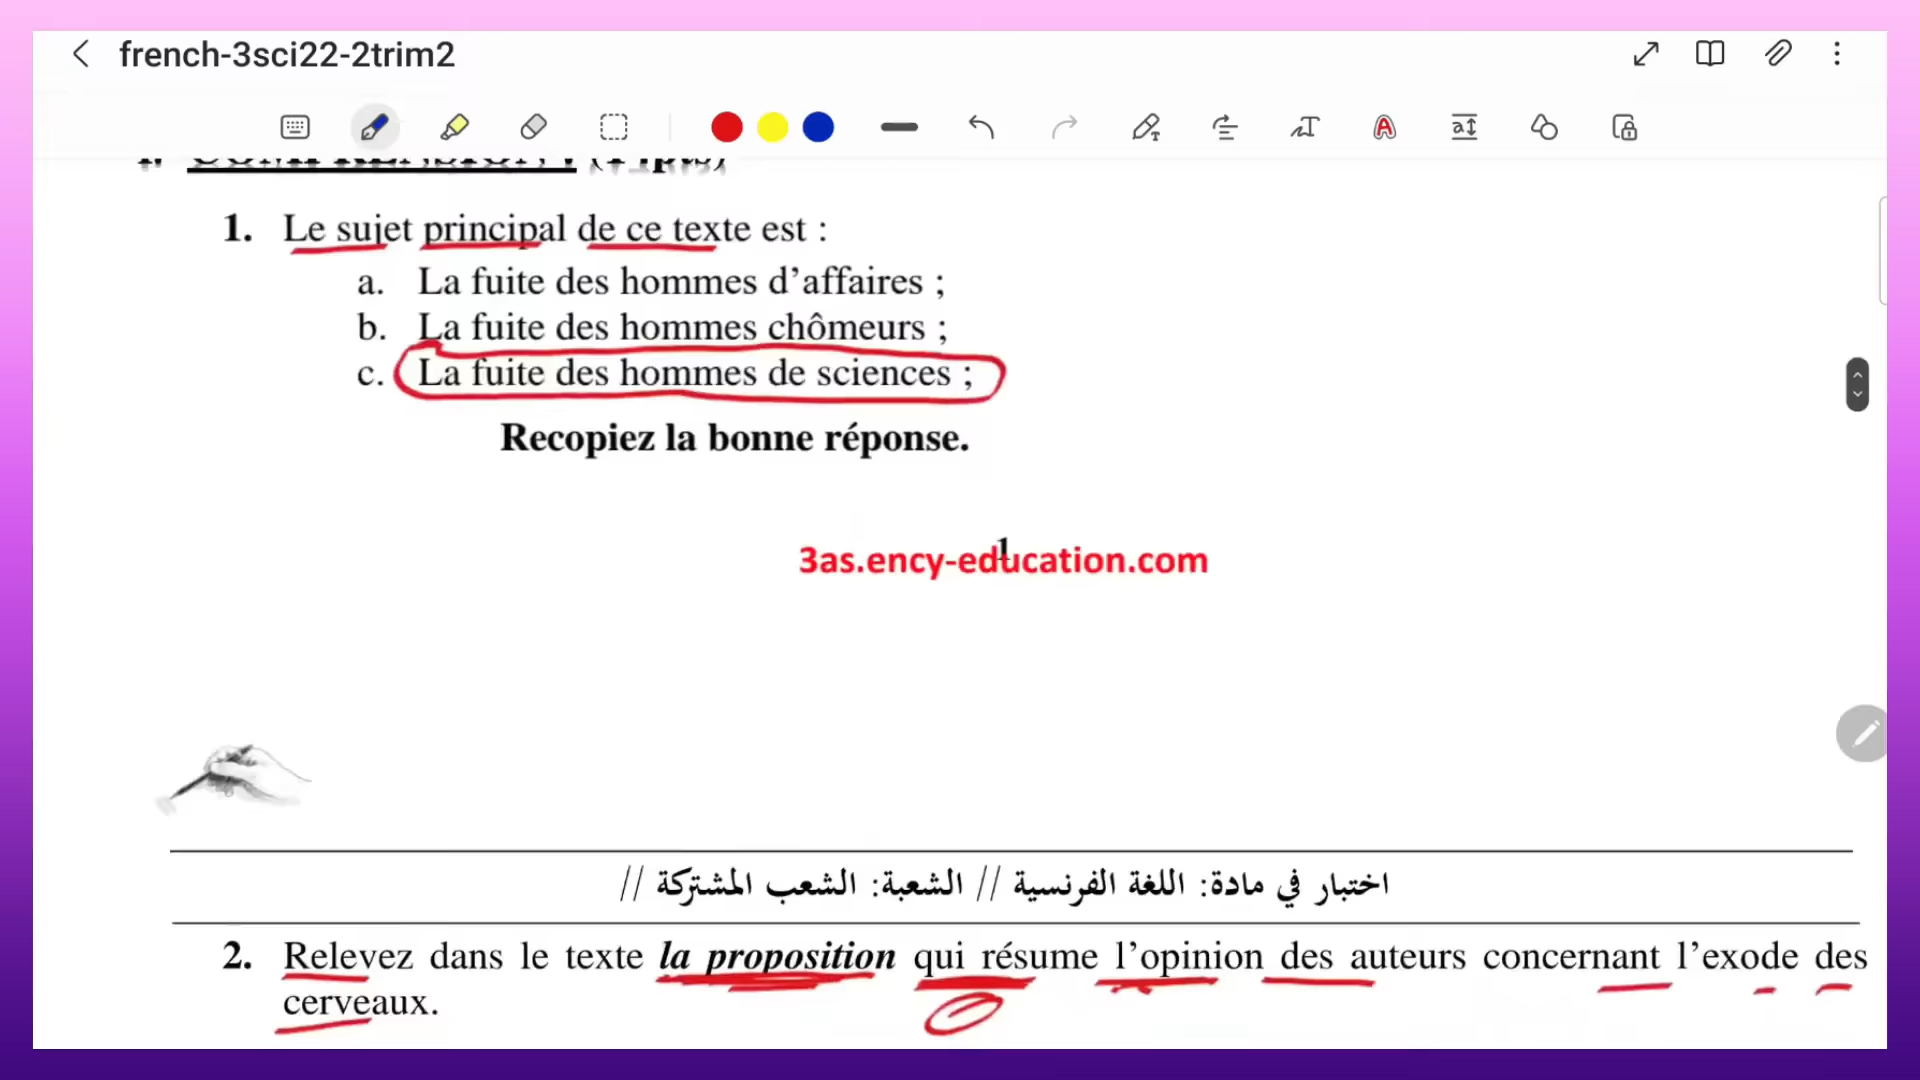 french-3sci22-2trim2
1. Le sujet principal de ce texte est :
a. La fuite des hommes d’affaires ;
b. La fuite des hommes chômeurs ;
c. La fuite des hommes de sciences ;
Recopiez la bonne réponse.
1
3as.ency-education.com
اختبار في مادة: اللغة الفرنسية // الشعبة: الشعب المشتركة //
2. Relevez dans le texte la proposition qui résume l’opinion des auteurs concernant l’exode des
cerveaux.